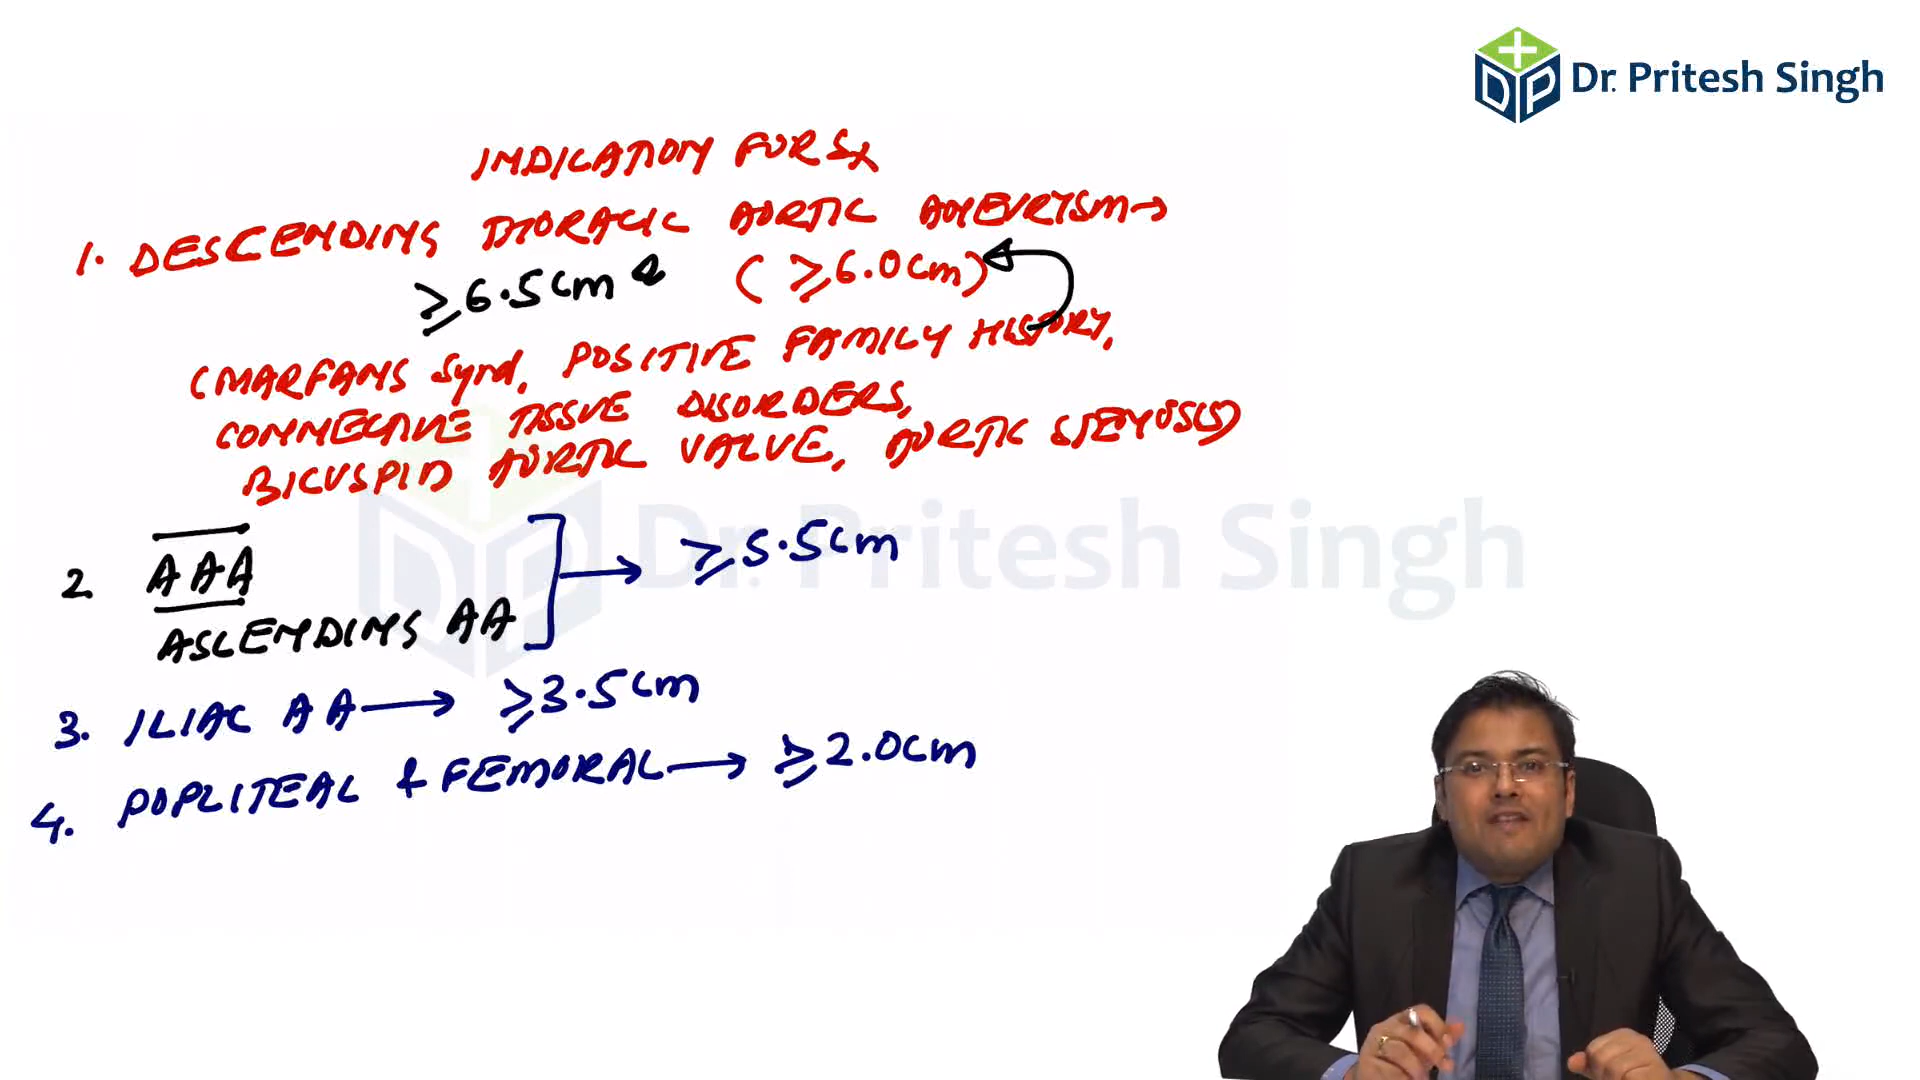 Dr. Pritesh Singh
INDICATION FOR Sx
1. DESCENDING THORACIC AORTIC ANEURYSM→
≥6.5cm (≥6.0cm)
(MARFANS Synd, POSITIVE FAMILY HISTORY,
CONNECTIVE TISSUE DISORDERS,
BICUSPID AORTIC VALVE, AORTIC STENOSIS)
2. AAA
ASCENDING AA → ≥5.5cm
3. ILIAC AA → ≥3.5cm
4. POPLITEAL & FEMORAL → ≥2.0cm
Dr. Pritesh Singh